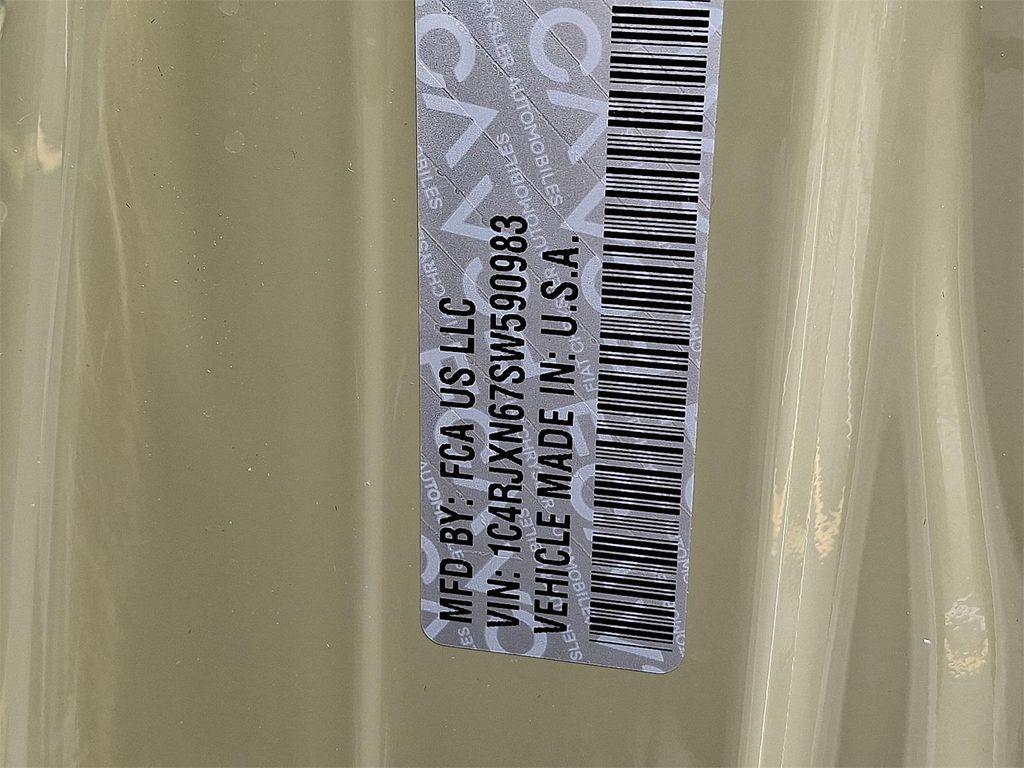 MFD BY: FCA US LLC
VIN: 1C4RJXN67SW590983
VEHICLE MADE IN: U.S.A.